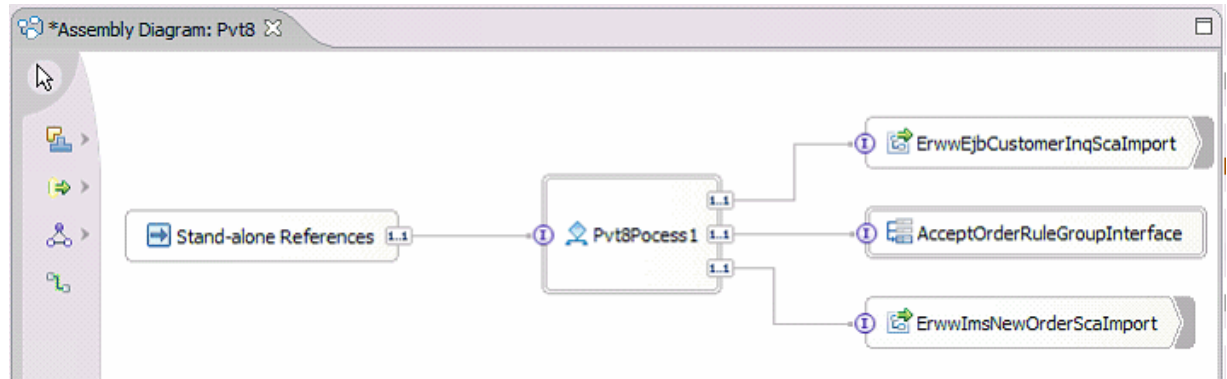 *Assembly Diagram: Pvt8
ErwwEjbCustomerInqScaImport
1..1
Stand-alone References 1..1
I Pvt8Pocess1 1..1
I AcceptOrderRuleGroupInterface
1..1
I ErwwImsNewOrderScaImport